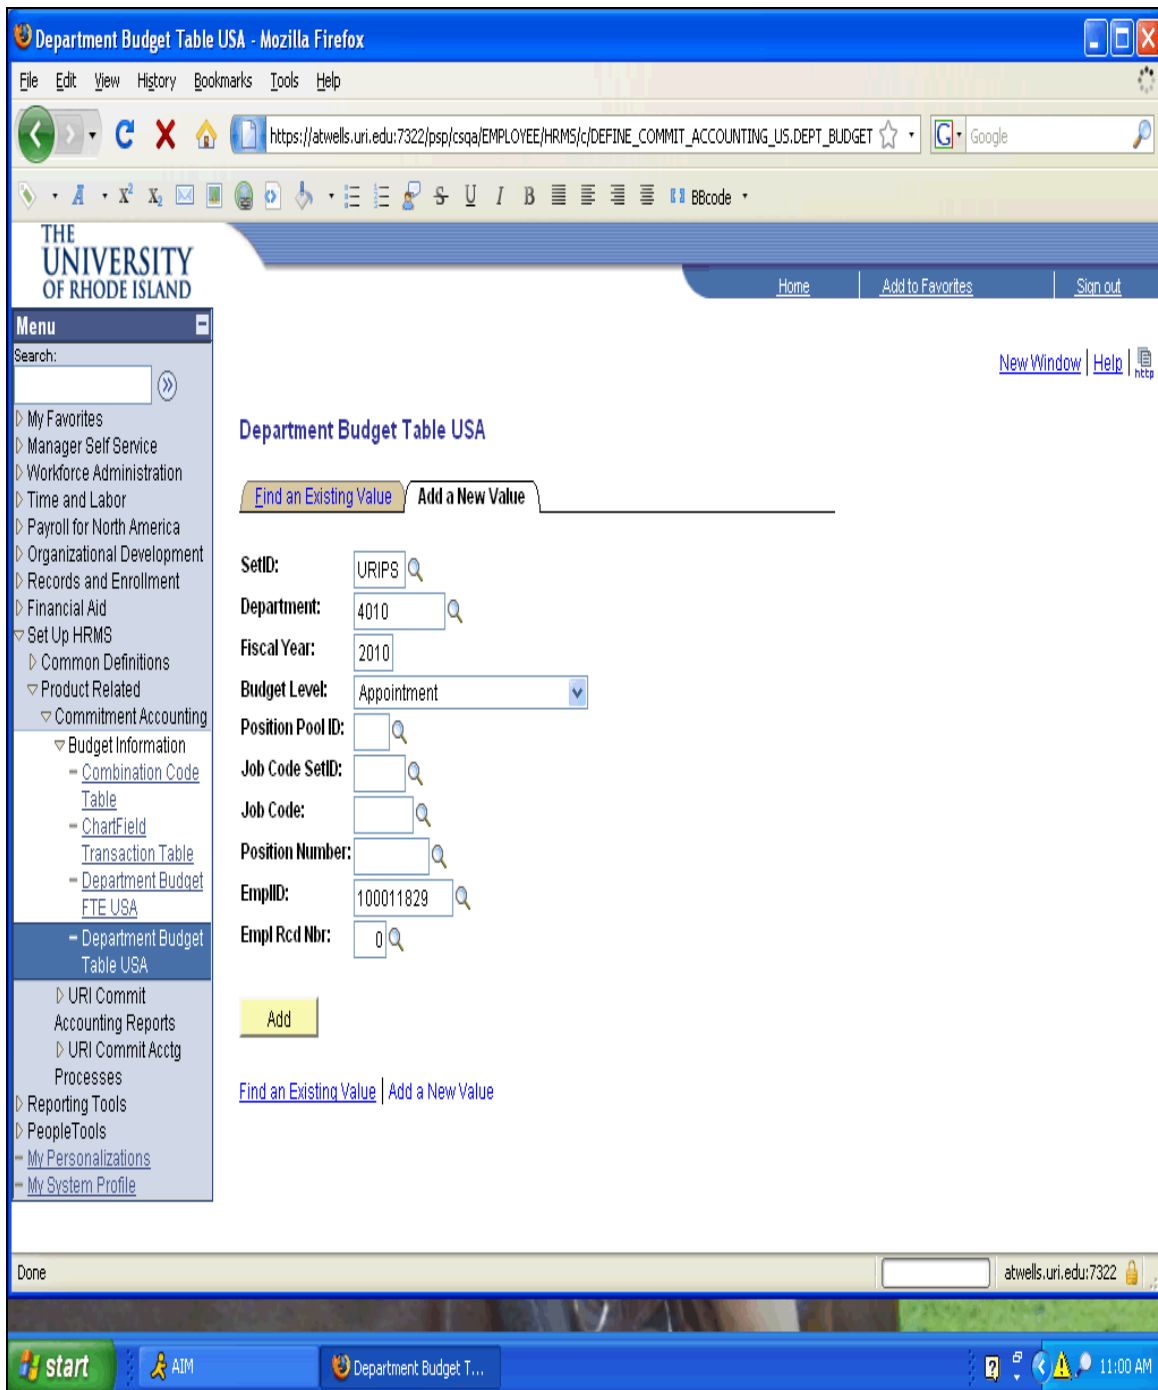 Department Budget Table USA - Mozilla Firefox
File Edit View History Bookmarks Tools Help
https://atwells.uri.edu:7322/psp/csqa/EMPLOYEE/HRMS/c/DEFINE_COMMIT_ACCOUNTING_US.DEPT_BUDGET
G Google
A X² X₂ S U I B BBcode
THE
UNIVERSITY
OF RHODE ISLAND
Home Add to Favorites Sign out
Menu
Search:
New Window | Help | http
My Favorites
Manager Self Service
Workforce Administration
Time and Labor
Payroll for North America
Organizational Development
Records and Enrollment
Financial Aid
Set Up HRMS
Common Definitions
Product Related
Commitment Accounting
Budget Information
Combination Code
Table
ChartField
Transaction Table
Department Budget
FTE USA
Department Budget
Table USA
URI Commit
Accounting Reports
URI Commit Acctg
Processes
Reporting Tools
PeopleTools
My Personalizations
My System Profile
Department Budget Table USA
Find an Existing Value Add a New Value
SetID: URIPS
Department: 4010
Fiscal Year: 2010
Budget Level: Appointment
Position Pool ID:
Job Code SetID:
Job Code:
Position Number:
EmplID: 100011829
Empl Rcd Nbr: 0
Add
Find an Existing Value | Add a New Value
Done atwells.uri.edu:7322
start AIM Department Budget T... 11:00 AM